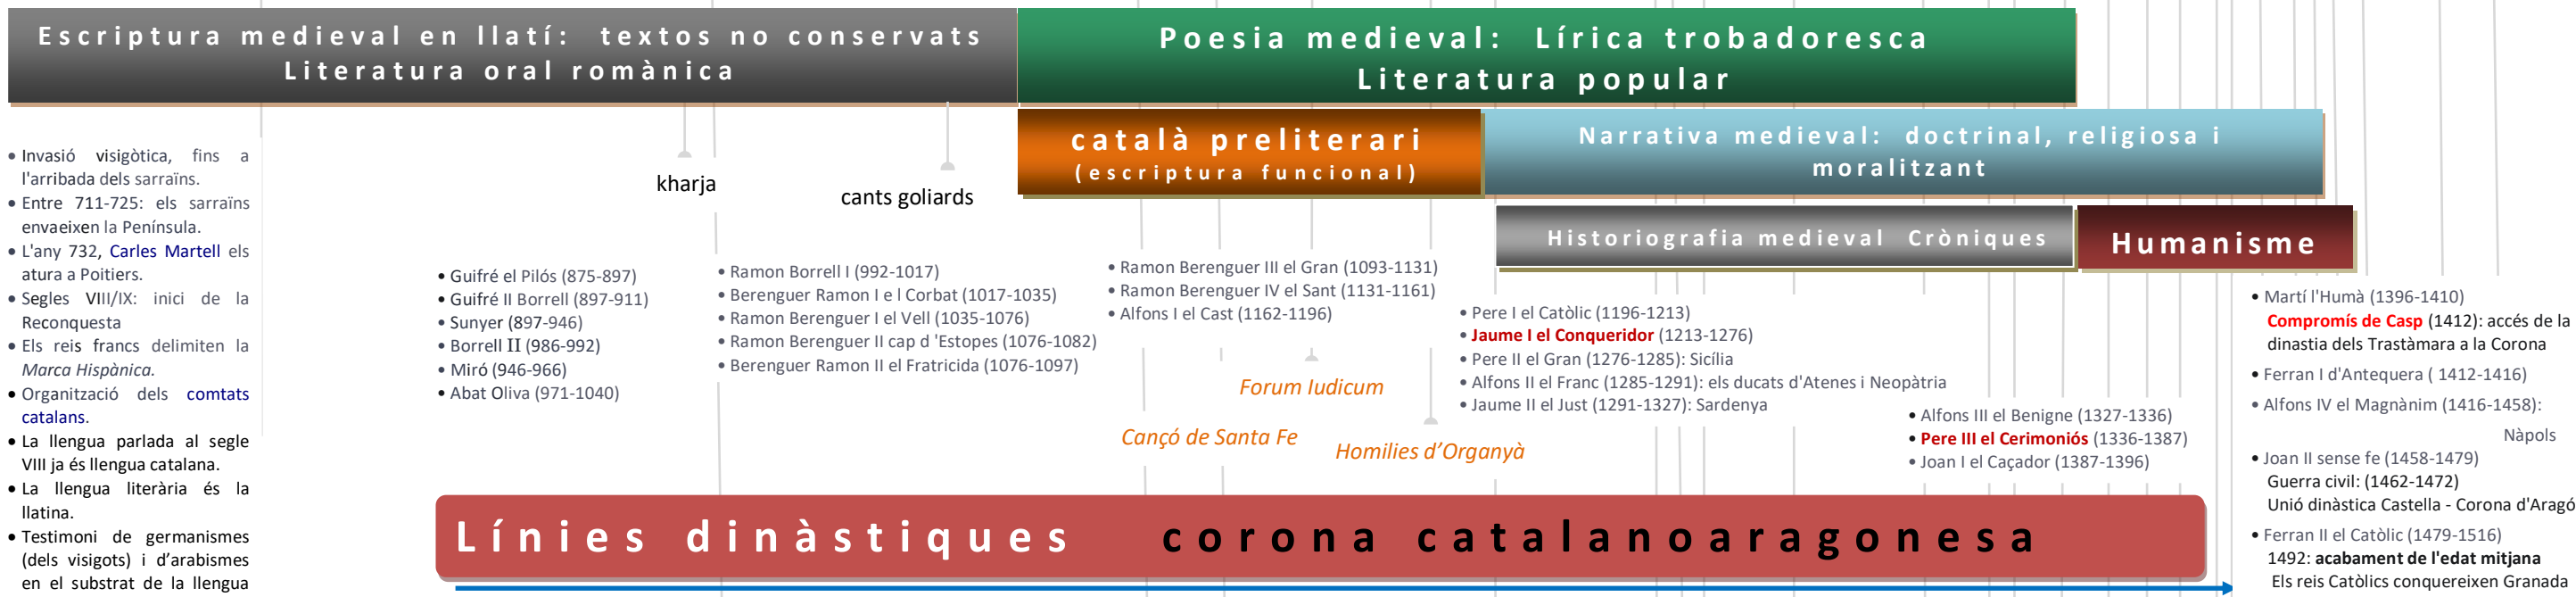 Escriptura medieval en llatí: textos no conservats
Literatura oral romànica
Poesia medieval: Lírica trobadoresca
Literatura popular
català preliterari
(escriptura funcional)
Narrativa medieval: doctrinal, religiosa i
moralitzant
Historiografia medieval Cròniques
Humanisme
kharja
cants goliards
• Invasió visigòtica, fins a
l'arribada dels sarraïns.
• Entre 711-725: els sarraïns
envaeixen la Península.
• L'any 732, Carles Martell els
atura a Poitiers.
• Segles VIII/IX: inici de la
Reconquesta
• Els reis francs delimiten la
Marca Hispànica.
• Organització dels comtats
catalans.
• La llengua parlada al segle
VIII ja és llengua catalana.
• La llengua literària és la
llatina.
• Testimoni de germanismes
(dels visigots) i d'arabismes
en el substrat de la llengua
• Guifré el Pilós (875-897)
• Guifré II Borrell (897-911)
• Sunyer (897-946)
• Borrell II (986-992)
• Miró (946-966)
• Abat Oliva (971-1040)
• Ramon Borrell I (992-1017)
• Berenguer Ramon I e l Corbat (1017-1035)
• Ramon Berenguer I el Vell (1035-1076)
• Ramon Berenguer II cap d 'Estopes (1076-1082)
• Berenguer Ramon II el Fratricida (1076-1097)
• Ramon Berenguer III el Gran (1093-1131)
• Ramon Berenguer IV el Sant (1131-1161)
• Alfons I el Cast (1162-1196)
Forum Iudicum
Cançó de Santa Fe
Homilies d'Organyà
• Pere I el Catòlic (1196-1213)
• Jaume I el Conqueridor (1213-1276)
• Pere II el Gran (1276-1285): Sicília
• Alfons II el Franc (1285-1291): els ducats d'Atenes i Neopàtria
• Jaume II el Just (1291-1327): Sardenya
• Alfons III el Benigne (1327-1336)
• Pere III el Cerimoniós (1336-1387)
• Joan I el Caçador (1387-1396)
• Martí l'Humà (1396-1410)
Compromís de Casp (1412): accés de la
dinastia dels Trastàmara a la Corona
• Ferran I d'Antequera ( 1412-1416)
• Alfons IV el Magnànim (1416-1458):
Nàpols
• Joan II sense fe (1458-1479)
Guerra civil: (1462-1472)
Unió dinàstica Castella - Corona d'Aragó
• Ferran II el Catòlic (1479-1516)
1492: acabament de l'edat mitjana
Els reis Catòlics conquereixen Granada
Línies dinàstiques corona catalanoaragonesa